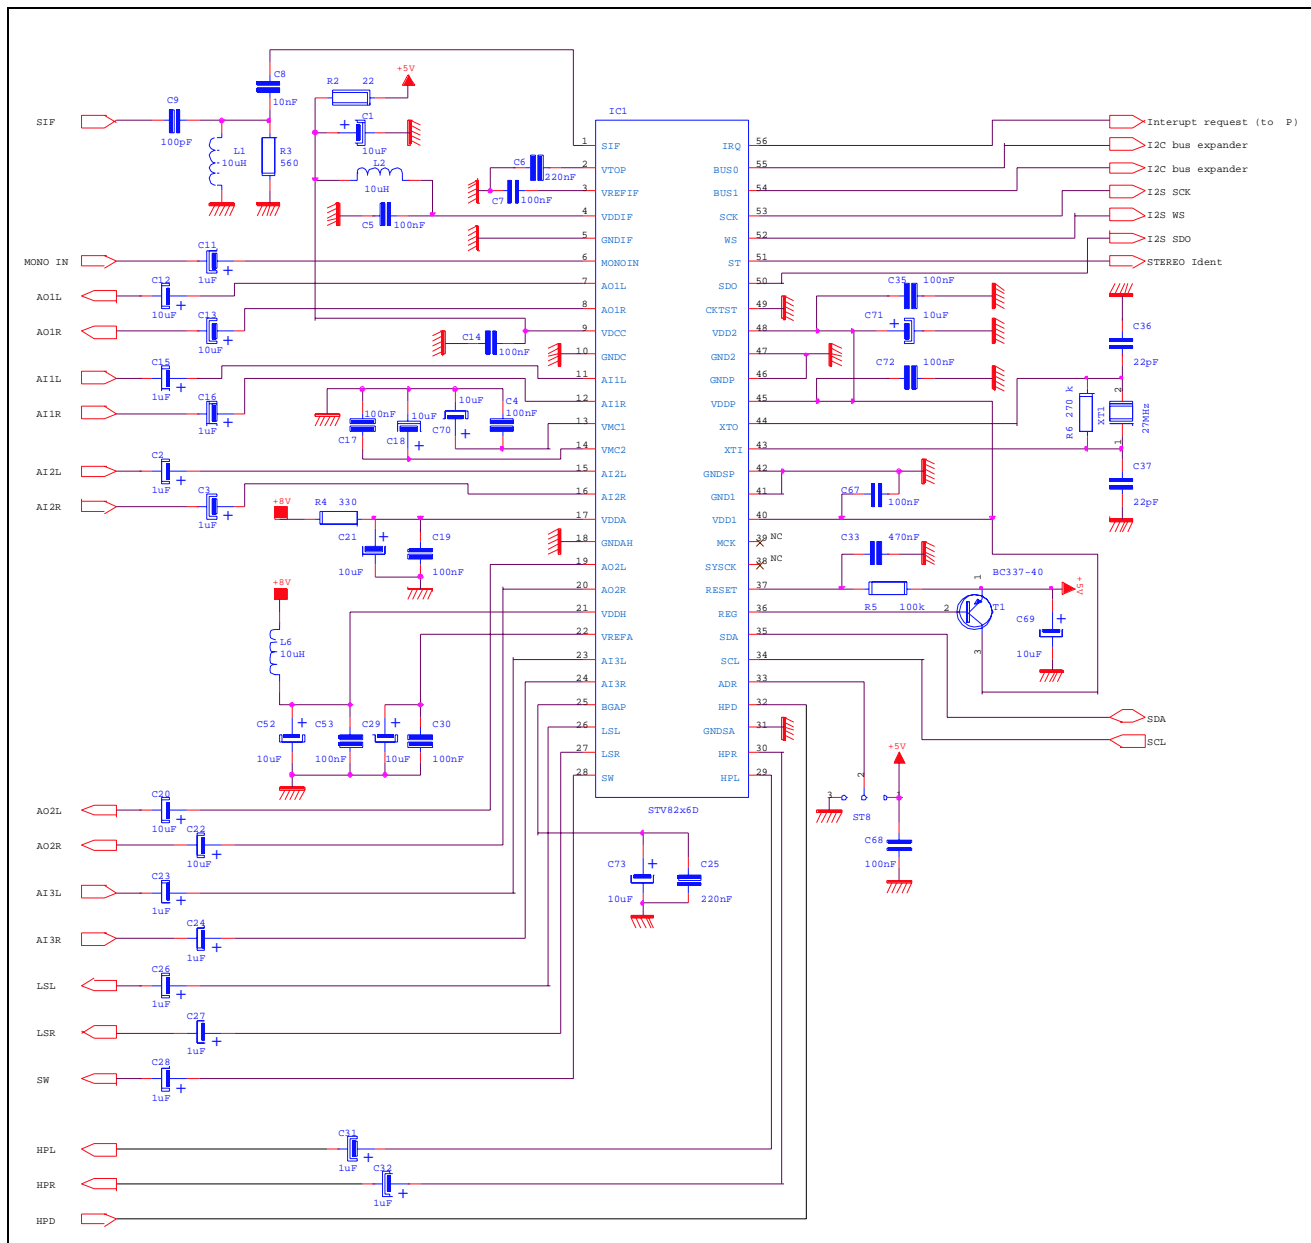 C8
10nF
R2 22
+5V
C9
100pF
SIF
C1
10uF
L1
10uH
R3
560
L2
10uH
C6
220nF
C7
100nF
C5
100nF
C11
1uF
MONO IN
C12
10uF
AO1L
C13
10uF
AO1R
C14
100nF
C15
1uF
AI1L
C16
1uF
AI1R
100nF
C17
10uF
C18
10uF
C70
C4
100nF
C2
1uF
AI2L
C3
1uF
AI2R
+8V
R4 330
C21
10uF
C19
100nF
+8V
L6
10uH
C52
10uF
C53
100nF
C29
10uF
C30
100nF
C20
10uF
AO2L
C22
10uF
AO2R
C23
1uF
AI3L
C24
1uF
AI3R
C26
1uF
LSL
C27
1uF
LSR
C28
1uF
SW
C31
1uF
HPL
C32
1uF
HPR
HPD
IC1
1 SIF IRQ 56
2 VTOP BUS0 55
3 VREFIF BUS1 54
4 VDDIF SCK 53
5 GNDIF WS 52
6 MONOIN ST 51
7 AO1L SDO 50
8 AO1R CKTST 49
9 VDCC VDD2 48
10 GNDC GND2 47
11 AI1L GNDP 46
12 AI1R VDDP 45
13 VMC1 XTO 44
14 VMC2 XTI 43
15 AI2L GNDSP 42
16 AI2R GND1 41
17 VDDA VDD1 40
18 GNDAH MCK 39 NC
19 AO2L SYSCK 38 NC
20 AO2R RESET 37
21 VDDH REG 36
22 VREFA SDA 35
23 AI3L SCL 34
24 AI3R ADR 33
25 BGAP HPD 32
26 LSL GNDSA 31
27 LSR HPR 30
28 SW HPL 29
STV82x6D
C73
10uF
C25
220nF
Interupt request (to P)
I2C bus expander
I2C bus expander
I2S SCK
I2S WS
I2S SDO
STEREO Ident
C35 100nF
C71 10uF
C72 100nF
C36
22pF
R6 270 k
XT1
27MHz
2
1
C37
22pF
C67
100nF
C33 470nF
R5 100k
BC337-40
T1
1
2
3
+5V
C69
10uF
SDA
SCL
+5V
3 2 1
ST8
C68
100nF